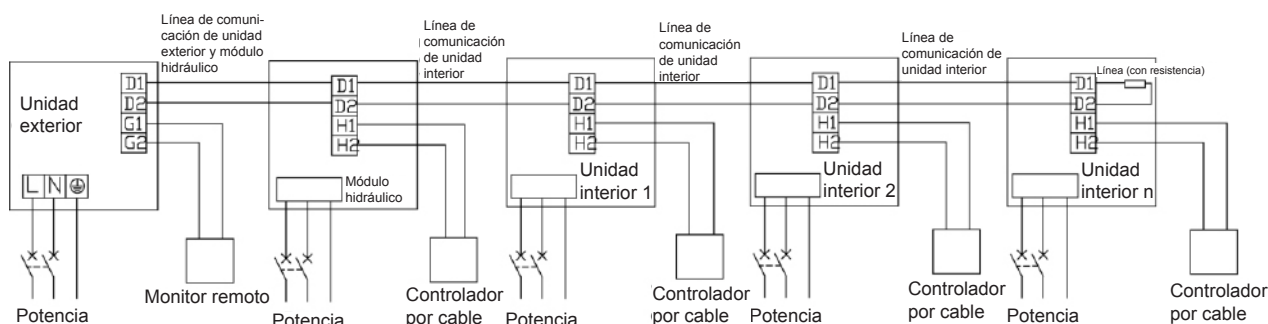 Línea de comuni-
cación de unidad
exterior y módulo
hidráulico
Línea de
comunicación
de unidad
interior
Línea de
comunicación
de unidad
interior
Línea de
comunicación de
unidad interior
Línea (con resistencia)
Unidad
exterior
D1
D2
G1
G2
L N
D1
D2
H1
H2
Módulo
hidráulico
D1
D2
H1
H2
Unidad
interior 1
D1
D2
H1
H2
Unidad
interior 2
D1
D2
H1
H2
Unidad
interior n
Potencia
Monitor remoto
Potencia
Controlador
por cable
Potencia
Controlador
por cable
Potencia
Controlador
por cable
Potencia
Controlador
por cable